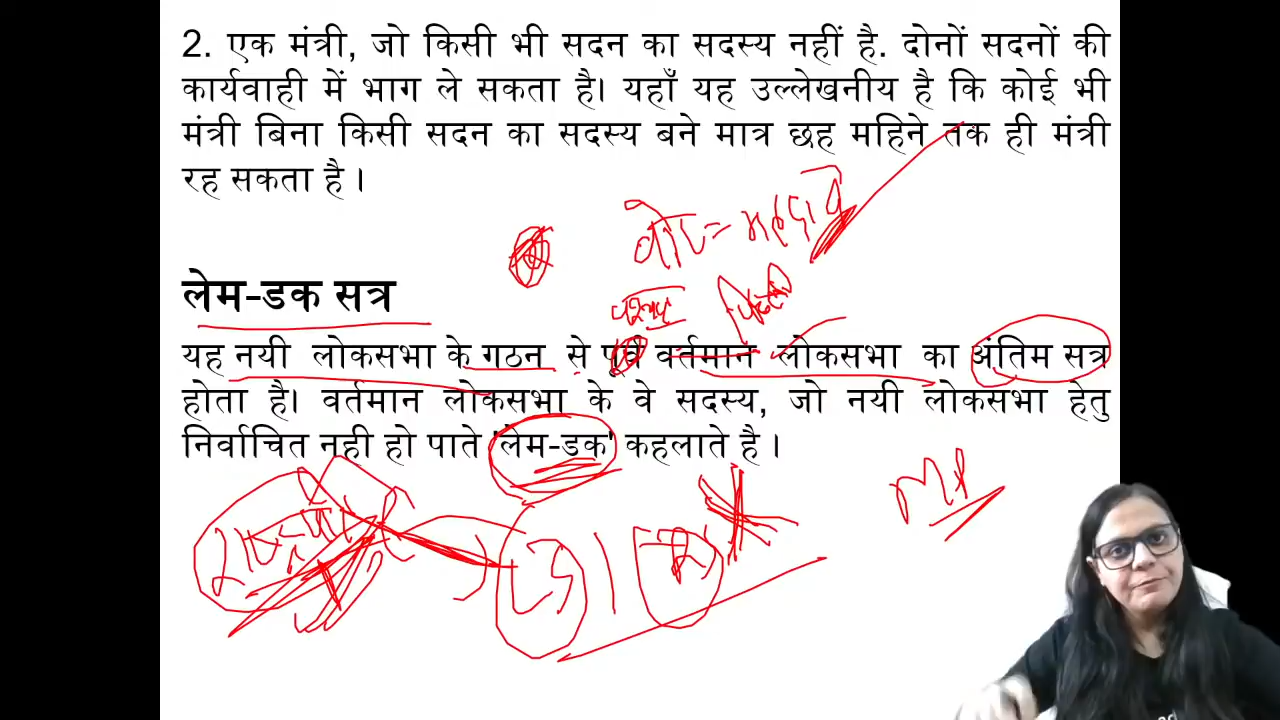 2. एक मंत्री, जो किसी भी सदन का सदस्य नहीं है. दोनों सदनों की
कार्यवाही में भाग ले सकता है। यहाँ यह उल्लेखनीय है कि कोई भी
मंत्री बिना किसी सदन का सदस्य बने मात्र छह महिने तक ही मंत्री
रह सकता है ।
लेम-डक सत्र
यह नयी लोकसभा के गठन से पूर्व वर्तमान लोकसभा का अंतिम सत्र
होता है। वर्तमान लोकसभा के वे सदस्य, जो नयी लोकसभा हेतु
निर्वाचित नही हो पाते 'लेम-डक' कहलाते है ।